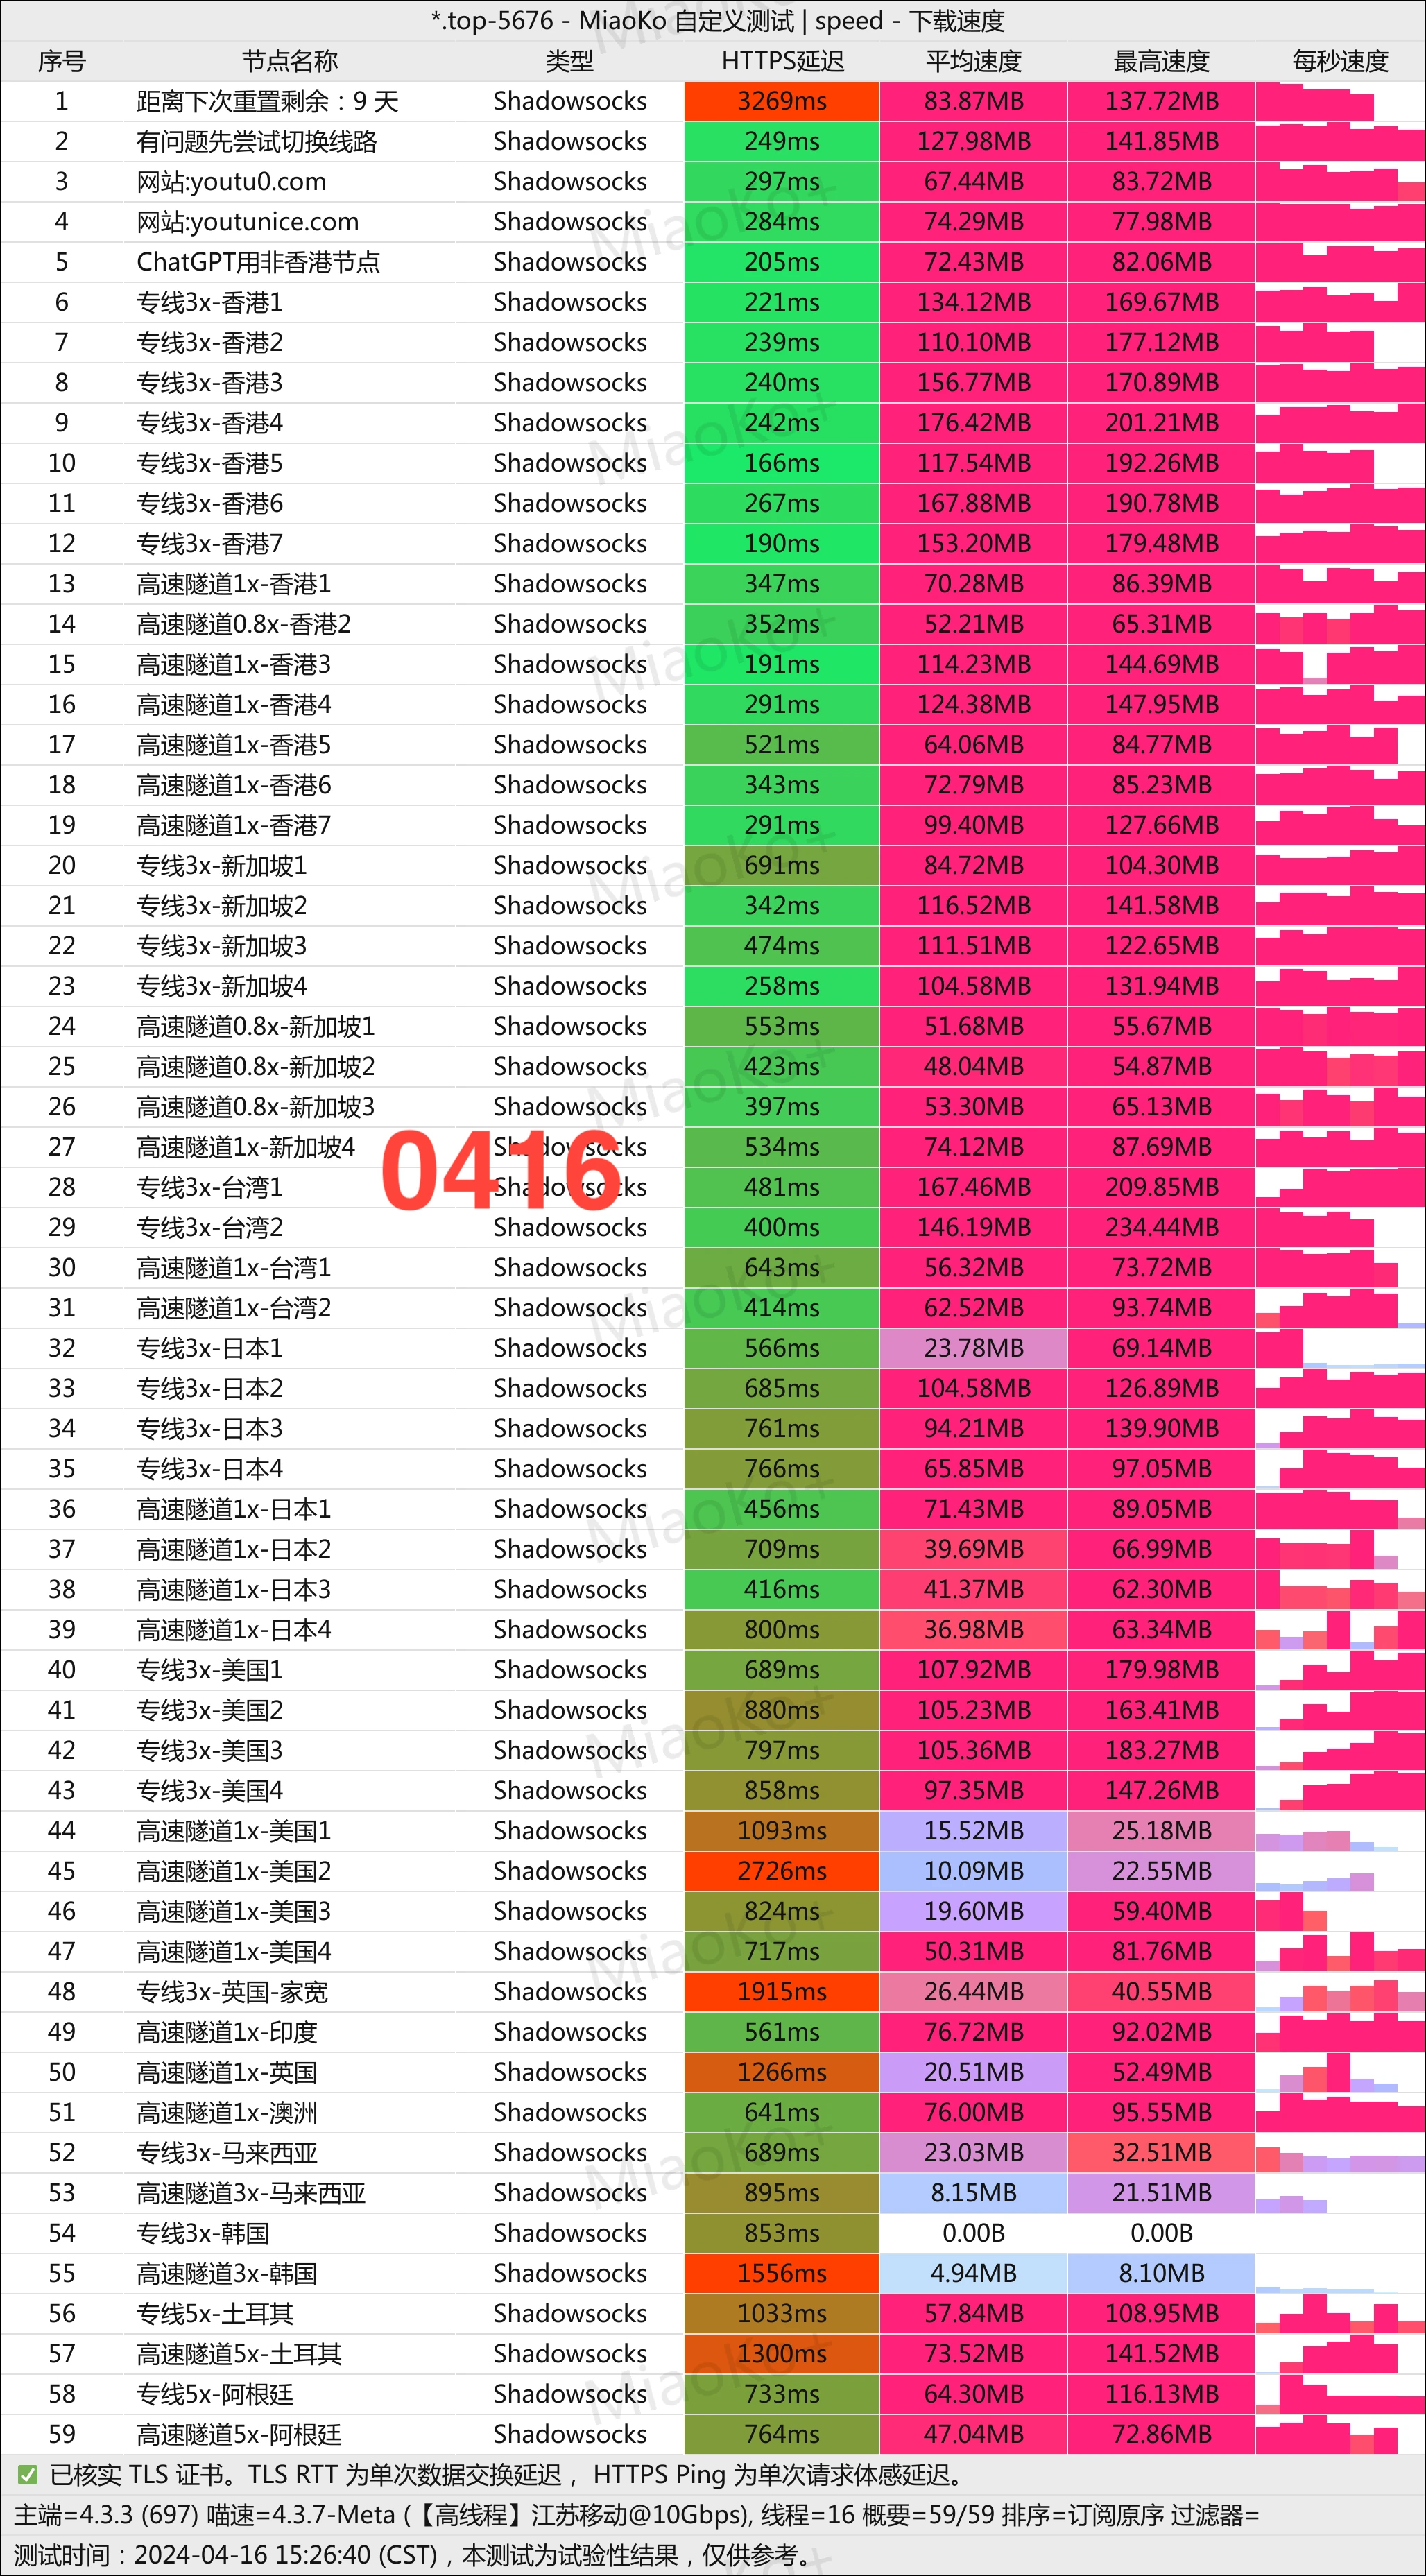 *.top-5676 - MiaoKo 自定义测试 | speed - 下载速度
序号 节点名称 类型 HTTPS延迟 平均速度 最高速度 每秒速度
1 距离下次重置剩余：9 天 Shadowsocks 3269ms 83.87MB 137.72MB
2 有问题先尝试切换线路 Shadowsocks 249ms 127.98MB 141.85MB
3 网站:youtu0.com Shadowsocks 297ms 67.44MB 83.72MB
4 网站:youtunice.com Shadowsocks 284ms 74.29MB 77.98MB
5 ChatGPT用非香港节点 Shadowsocks 205ms 72.43MB 82.06MB
6 专线3x-香港1 Shadowsocks 221ms 134.12MB 169.67MB
7 专线3x-香港2 Shadowsocks 239ms 110.10MB 177.12MB
8 专线3x-香港3 Shadowsocks 240ms 156.77MB 170.89MB
9 专线3x-香港4 Shadowsocks 242ms 176.42MB 201.21MB
10 专线3x-香港5 Shadowsocks 166ms 117.54MB 192.26MB
11 专线3x-香港6 Shadowsocks 267ms 167.88MB 190.78MB
12 专线3x-香港7 Shadowsocks 190ms 153.20MB 179.48MB
13 高速隧道1x-香港1 Shadowsocks 347ms 70.28MB 86.39MB
14 高速隧道0.8x-香港2 Shadowsocks 352ms 52.21MB 65.31MB
15 高速隧道1x-香港3 Shadowsocks 191ms 114.23MB 144.69MB
16 高速隧道1x-香港4 Shadowsocks 291ms 124.38MB 147.95MB
17 高速隧道1x-香港5 Shadowsocks 521ms 64.06MB 84.77MB
18 高速隧道1x-香港6 Shadowsocks 343ms 72.79MB 85.23MB
19 高速隧道1x-香港7 Shadowsocks 291ms 99.40MB 127.66MB
20 专线3x-新加坡1 Shadowsocks 691ms 84.72MB 104.30MB
21 专线3x-新加坡2 Shadowsocks 342ms 116.52MB 141.58MB
22 专线3x-新加坡3 Shadowsocks 474ms 111.51MB 122.65MB
23 专线3x-新加坡4 Shadowsocks 258ms 104.58MB 131.94MB
24 高速隧道0.8x-新加坡1 Shadowsocks 553ms 51.68MB 55.67MB
25 高速隧道0.8x-新加坡2 Shadowsocks 423ms 48.04MB 54.87MB
26 高速隧道0.8x-新加坡3 Shadowsocks 397ms 53.30MB 65.13MB
27 高速隧道1x-新加坡4 Shadowsocks 534ms 74.12MB 87.69MB
0416
28 专线3x-台湾1 Shadowsocks 481ms 167.46MB 209.85MB
29 专线3x-台湾2 Shadowsocks 400ms 146.19MB 234.44MB
30 高速隧道1x-台湾1 Shadowsocks 643ms 56.32MB 73.72MB
31 高速隧道1x-台湾2 Shadowsocks 414ms 62.52MB 93.74MB
32 专线3x-日本1 Shadowsocks 566ms 23.78MB 69.14MB
33 专线3x-日本2 Shadowsocks 685ms 104.58MB 126.89MB
34 专线3x-日本3 Shadowsocks 761ms 94.21MB 139.90MB
35 专线3x-日本4 Shadowsocks 766ms 65.85MB 97.05MB
36 高速隧道1x-日本1 Shadowsocks 456ms 71.43MB 89.05MB
37 高速隧道1x-日本2 Shadowsocks 709ms 39.69MB 66.99MB
38 高速隧道1x-日本3 Shadowsocks 416ms 41.37MB 62.30MB
39 高速隧道1x-日本4 Shadowsocks 800ms 36.98MB 63.34MB
40 专线3x-美国1 Shadowsocks 689ms 107.92MB 179.98MB
41 专线3x-美国2 Shadowsocks 880ms 105.23MB 163.41MB
42 专线3x-美国3 Shadowsocks 797ms 105.36MB 183.27MB
43 专线3x-美国4 Shadowsocks 858ms 97.35MB 147.26MB
44 高速隧道1x-美国1 Shadowsocks 1093ms 15.52MB 25.18MB
45 高速隧道1x-美国2 Shadowsocks 2726ms 10.09MB 22.55MB
46 高速隧道1x-美国3 Shadowsocks 824ms 19.60MB 59.40MB
47 高速隧道1x-美国4 Shadowsocks 717ms 50.31MB 81.76MB
48 专线3x-英国-家宽 Shadowsocks 1915ms 26.44MB 40.55MB
49 高速隧道1x-印度 Shadowsocks 561ms 76.72MB 92.02MB
50 高速隧道1x-英国 Shadowsocks 1266ms 20.51MB 52.49MB
51 高速隧道1x-澳洲 Shadowsocks 641ms 76.00MB 95.55MB
52 专线3x-马来西亚 Shadowsocks 689ms 23.03MB 32.51MB
53 高速隧道3x-马来西亚 Shadowsocks 895ms 8.15MB 21.51MB
54 专线3x-韩国 Shadowsocks 853ms 0.00B 0.00B
55 高速隧道3x-韩国 Shadowsocks 1556ms 4.94MB 8.10MB
56 专线5x-土耳其 Shadowsocks 1033ms 57.84MB 108.95MB
57 高速隧道5x-土耳其 Shadowsocks 1300ms 73.52MB 141.52MB
58 专线5x-阿根廷 Shadowsocks 733ms 64.30MB 116.13MB
59 高速隧道5x-阿根廷 Shadowsocks 764ms 47.04MB 72.86MB
✅ 已核实 TLS 证书。TLS RTT 为单次数据交换延迟， HTTPS Ping 为单次请求体感延迟。
主端=4.3.3 (697) 喵速=4.3.7-Meta (【高线程】江苏移动@10Gbps), 线程=16 概要=59/59 排序=订阅原序 过滤器=
测试时间：2024-04-16 15:26:40 (CST)，本测试为试验性结果，仅供参考。